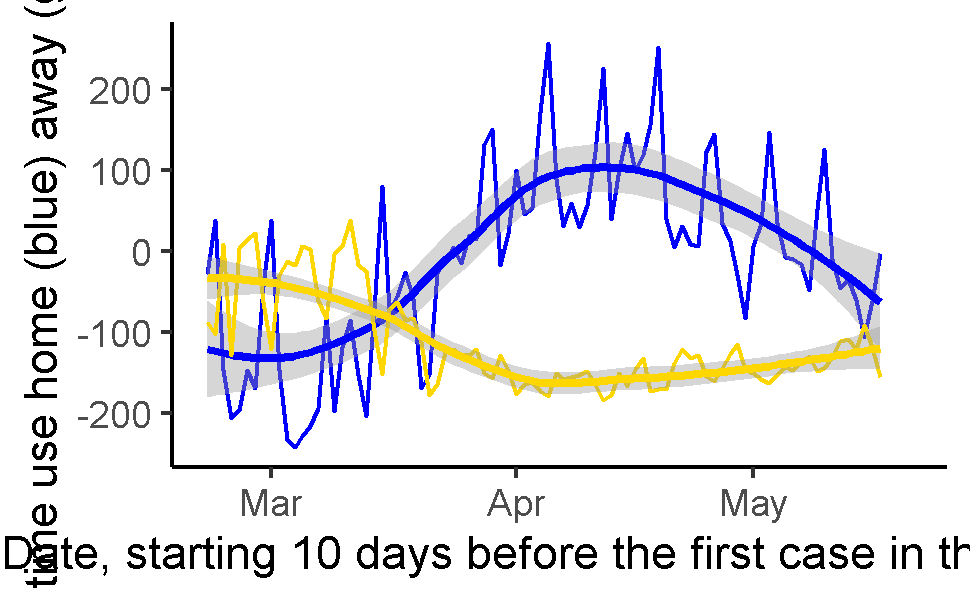 time use home (blue) away (
200
100
0
-100
-200
Mar
Apr
May
Date, starting 10 days before the first case in th